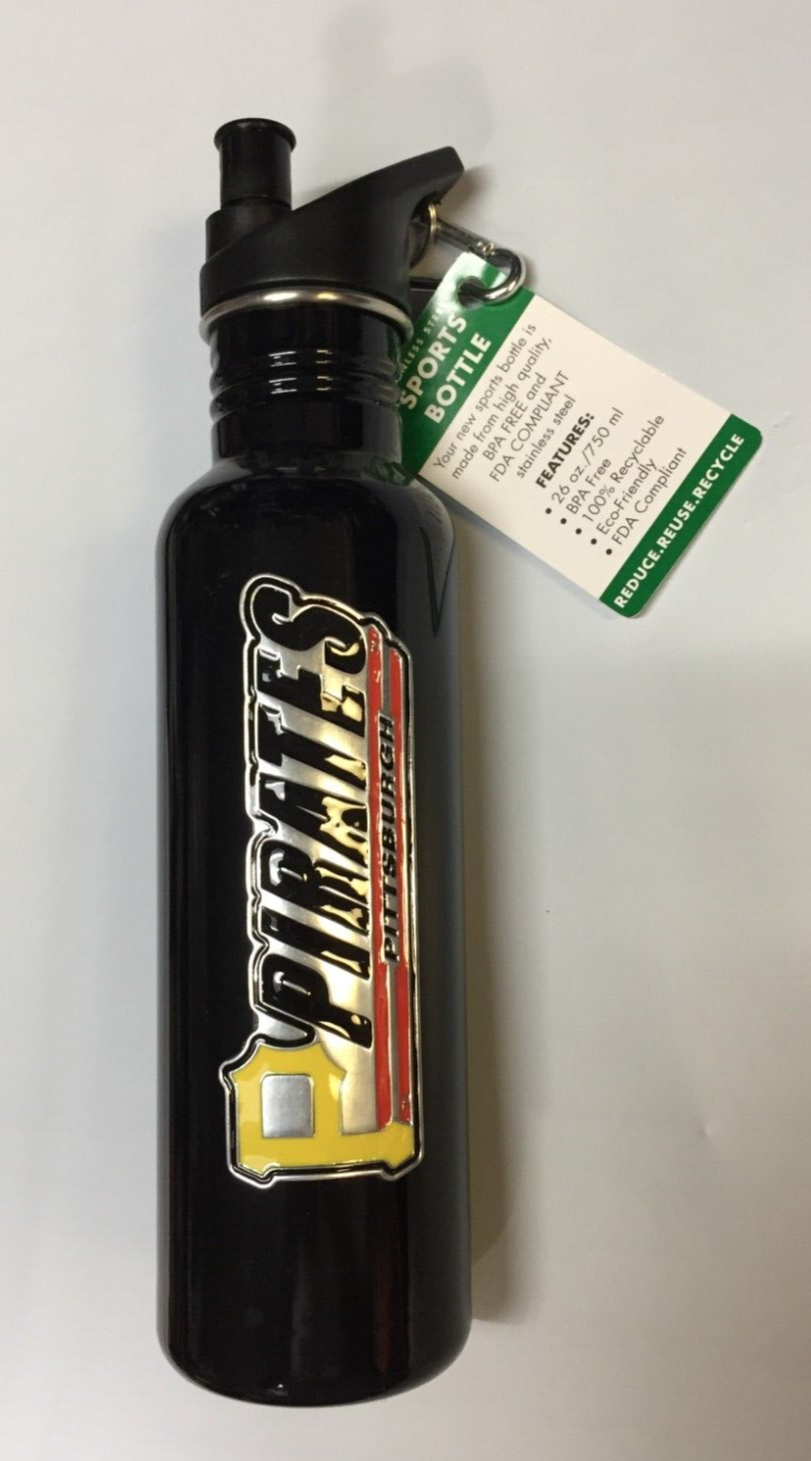 SPORTS
BOTTLE
Your new sports bottle is
made from high quality,
BPA FREE and
FDA COMPLIANT
stainless steel
FEATURES:
• 26 oz./750 ml
• BPA Free
• 100% Recyclable
• Eco-Friendly
• FDA Compliant
REDUCE.REUSE.RECYCLE
P PIRATES
PITTSBURGH